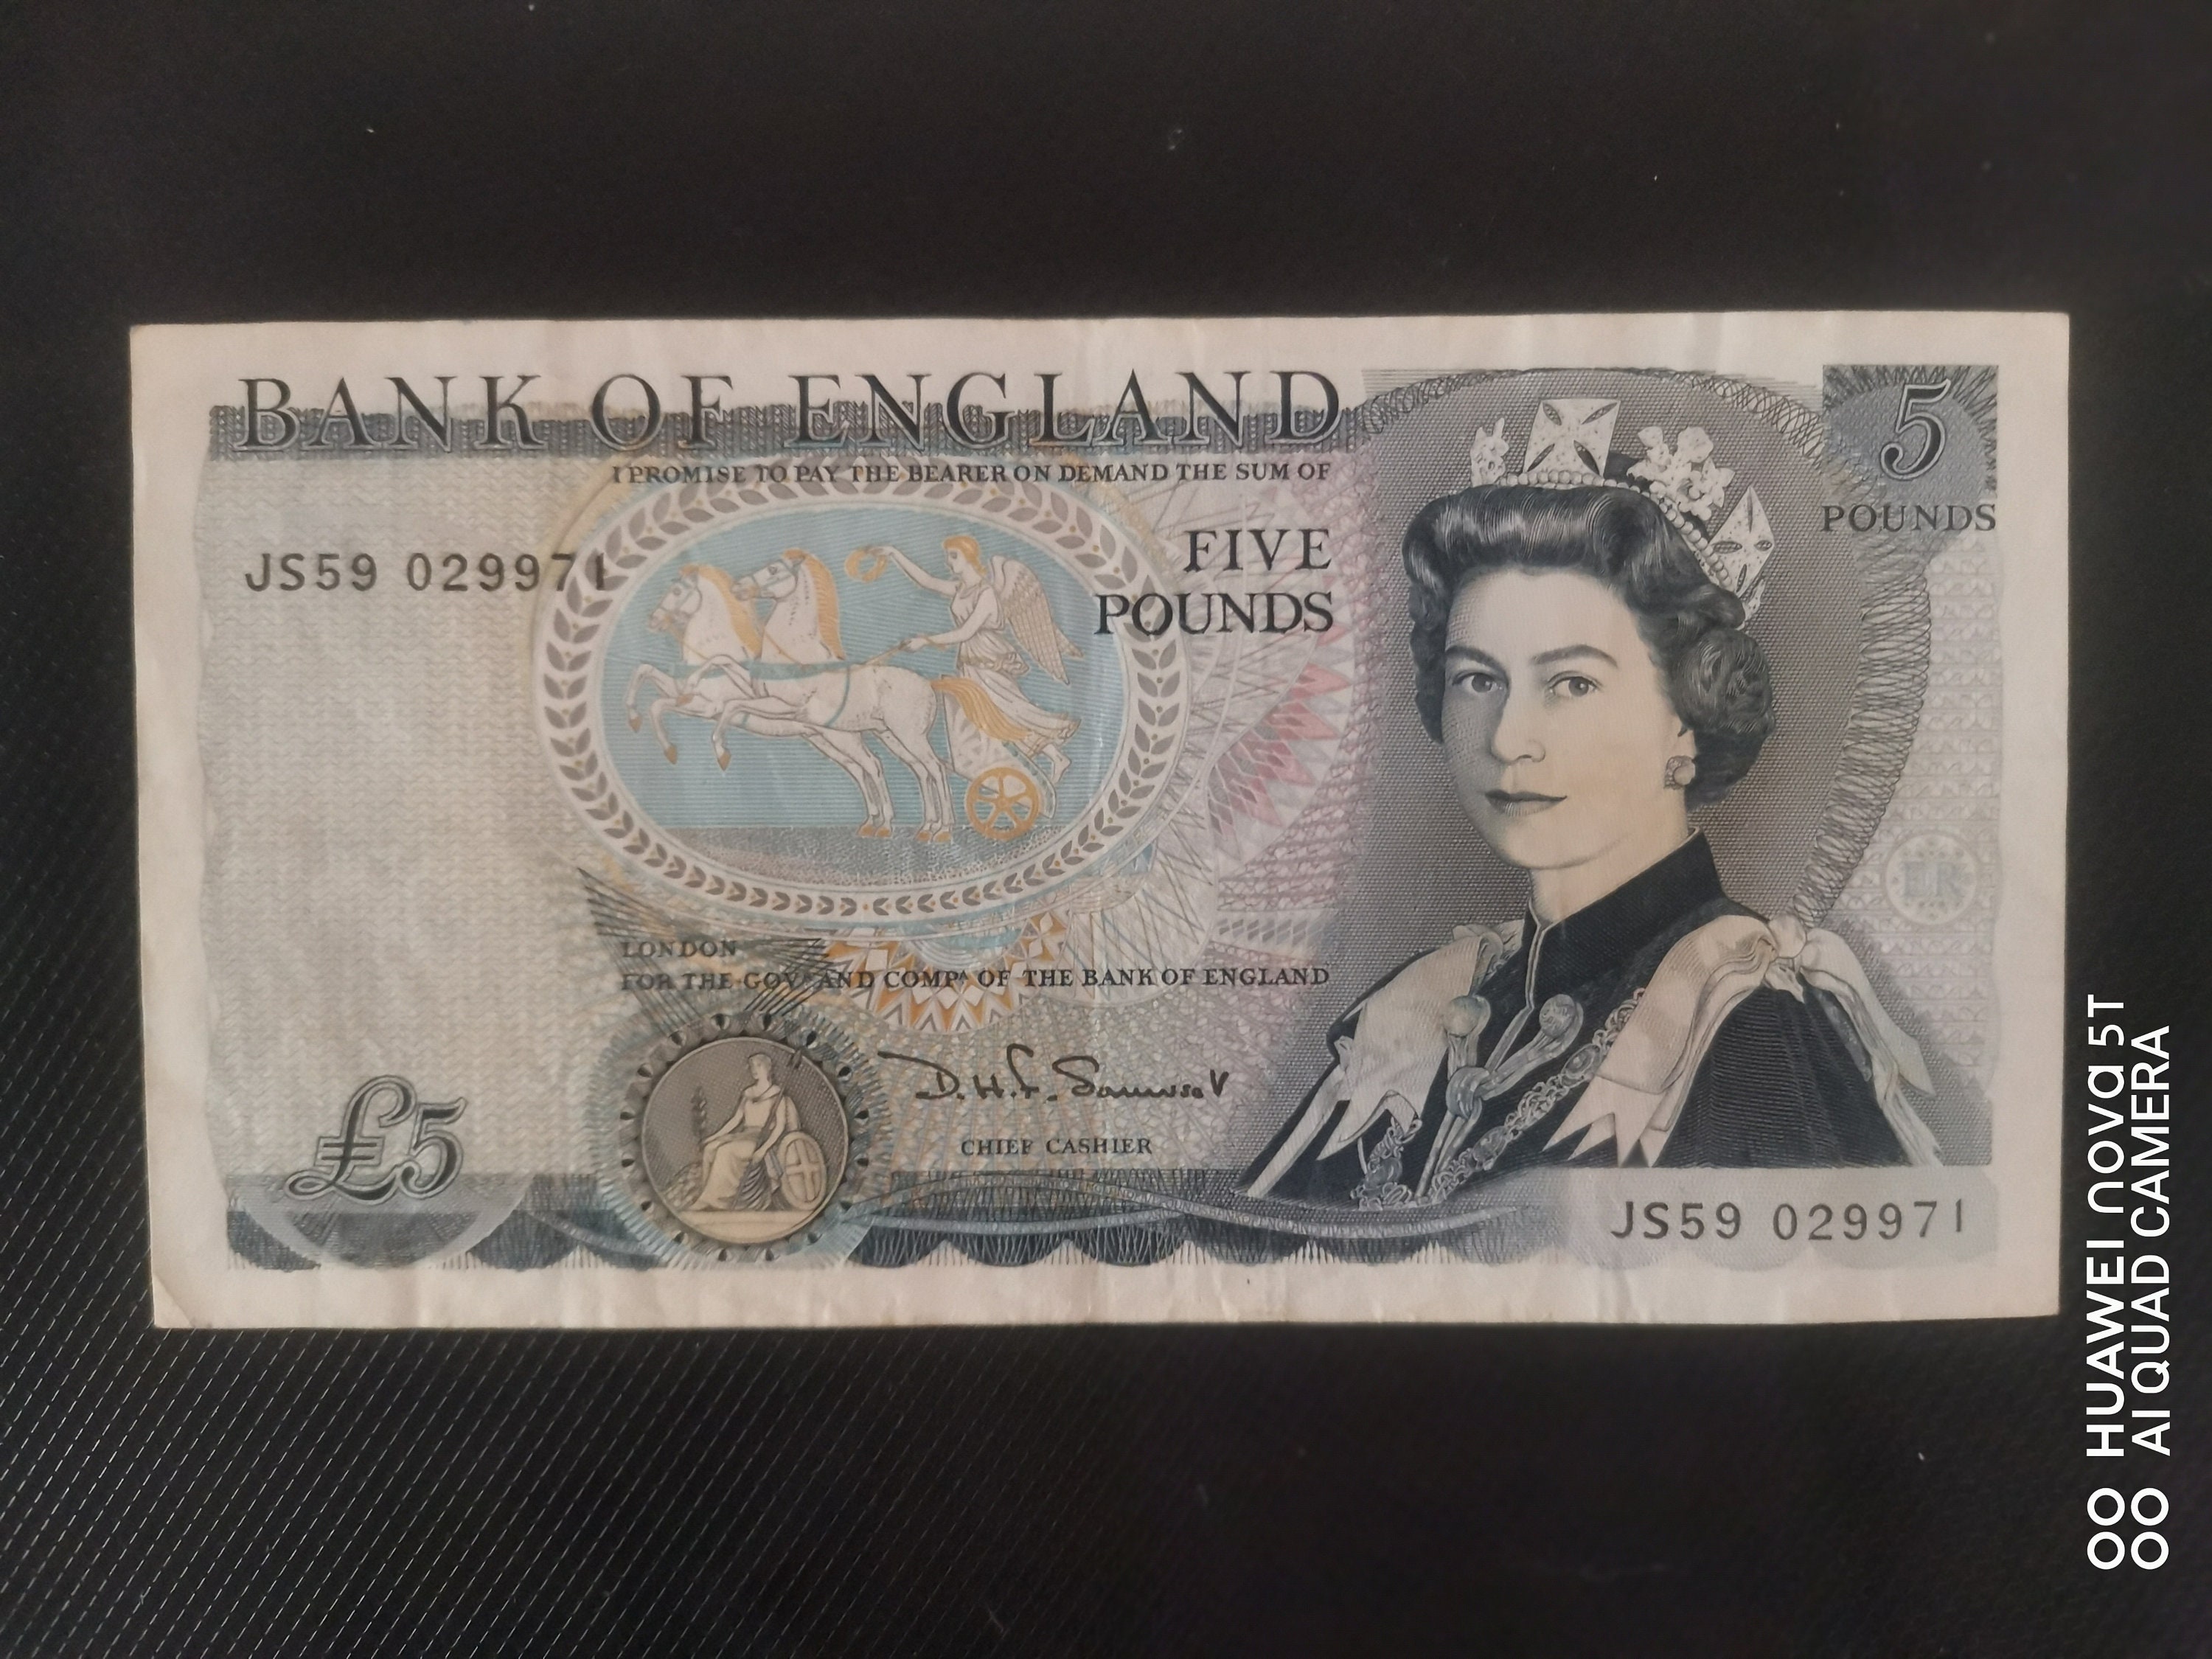 BANK OF ENGLAND
5
POUNDS
I PROMISE TO PAY THE BEARER ON DEMAND THE SUM OF
FIVE
POUNDS
JS59 029971
LONDON
FOR THE GOVR AND COMPA OF THE BANK OF ENGLAND
D.H.F. Somerset
CHIEF CASHIER
£5
ER
JS59 029971
HUAWEI nova 5T
AI QUAD CAMERA